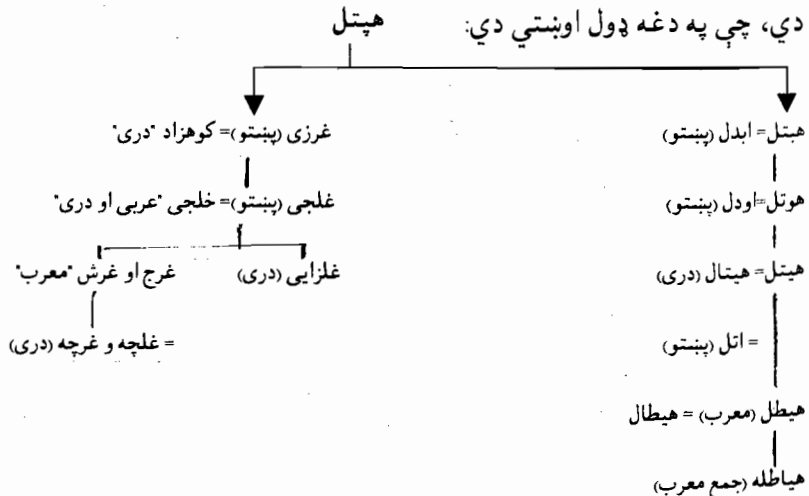 دي، چې په دغه ډول اوښتي دي:
هپتل
هبتل= ابدل (پښتو)
غرزی (پښتو)= کوهزاد "دری"
هوتل=اودل (پښتو)
غلجی (پښتو)= خلجی "عربی او دری"
هیتل= هیتال (دری)
غلزایی (دری)
غرج او غرش "معرب"
= اتل (پښتو)
= غلچه و غرچه (دری)
هیطل (معرب) = هیطال
هیاطله (جمع معرب)